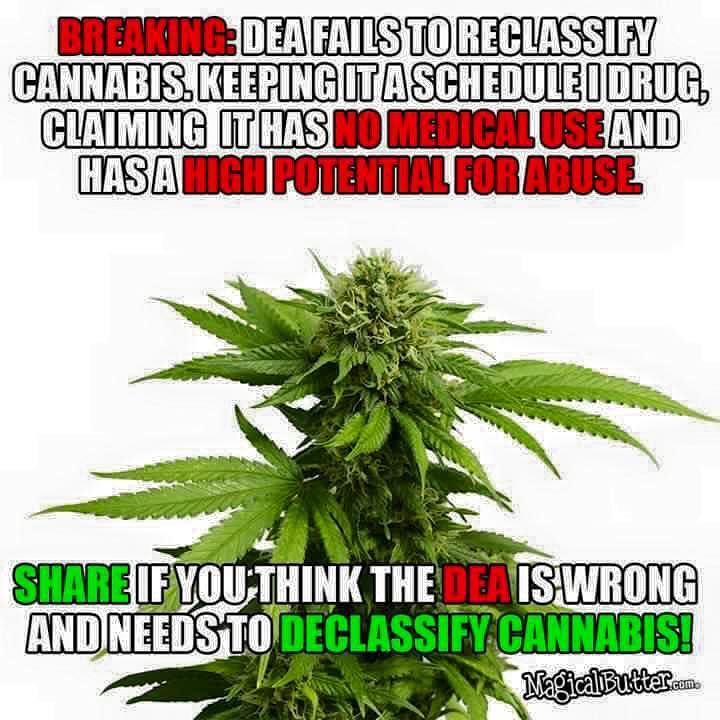 BREAKING: DEA FAILS TO RECLASSIFY
CANNABIS. KEEPING IT A SCHEDULE I DRUG,
CLAIMING IT HAS NO MEDICAL USE AND
HAS A HIGH POTENTIAL FOR ABUSE.
SHARE IF YOU THINK THE DEA IS WRONG
AND NEEDS TO DECLASSIFY CANNABIS!
MagicalButter.com